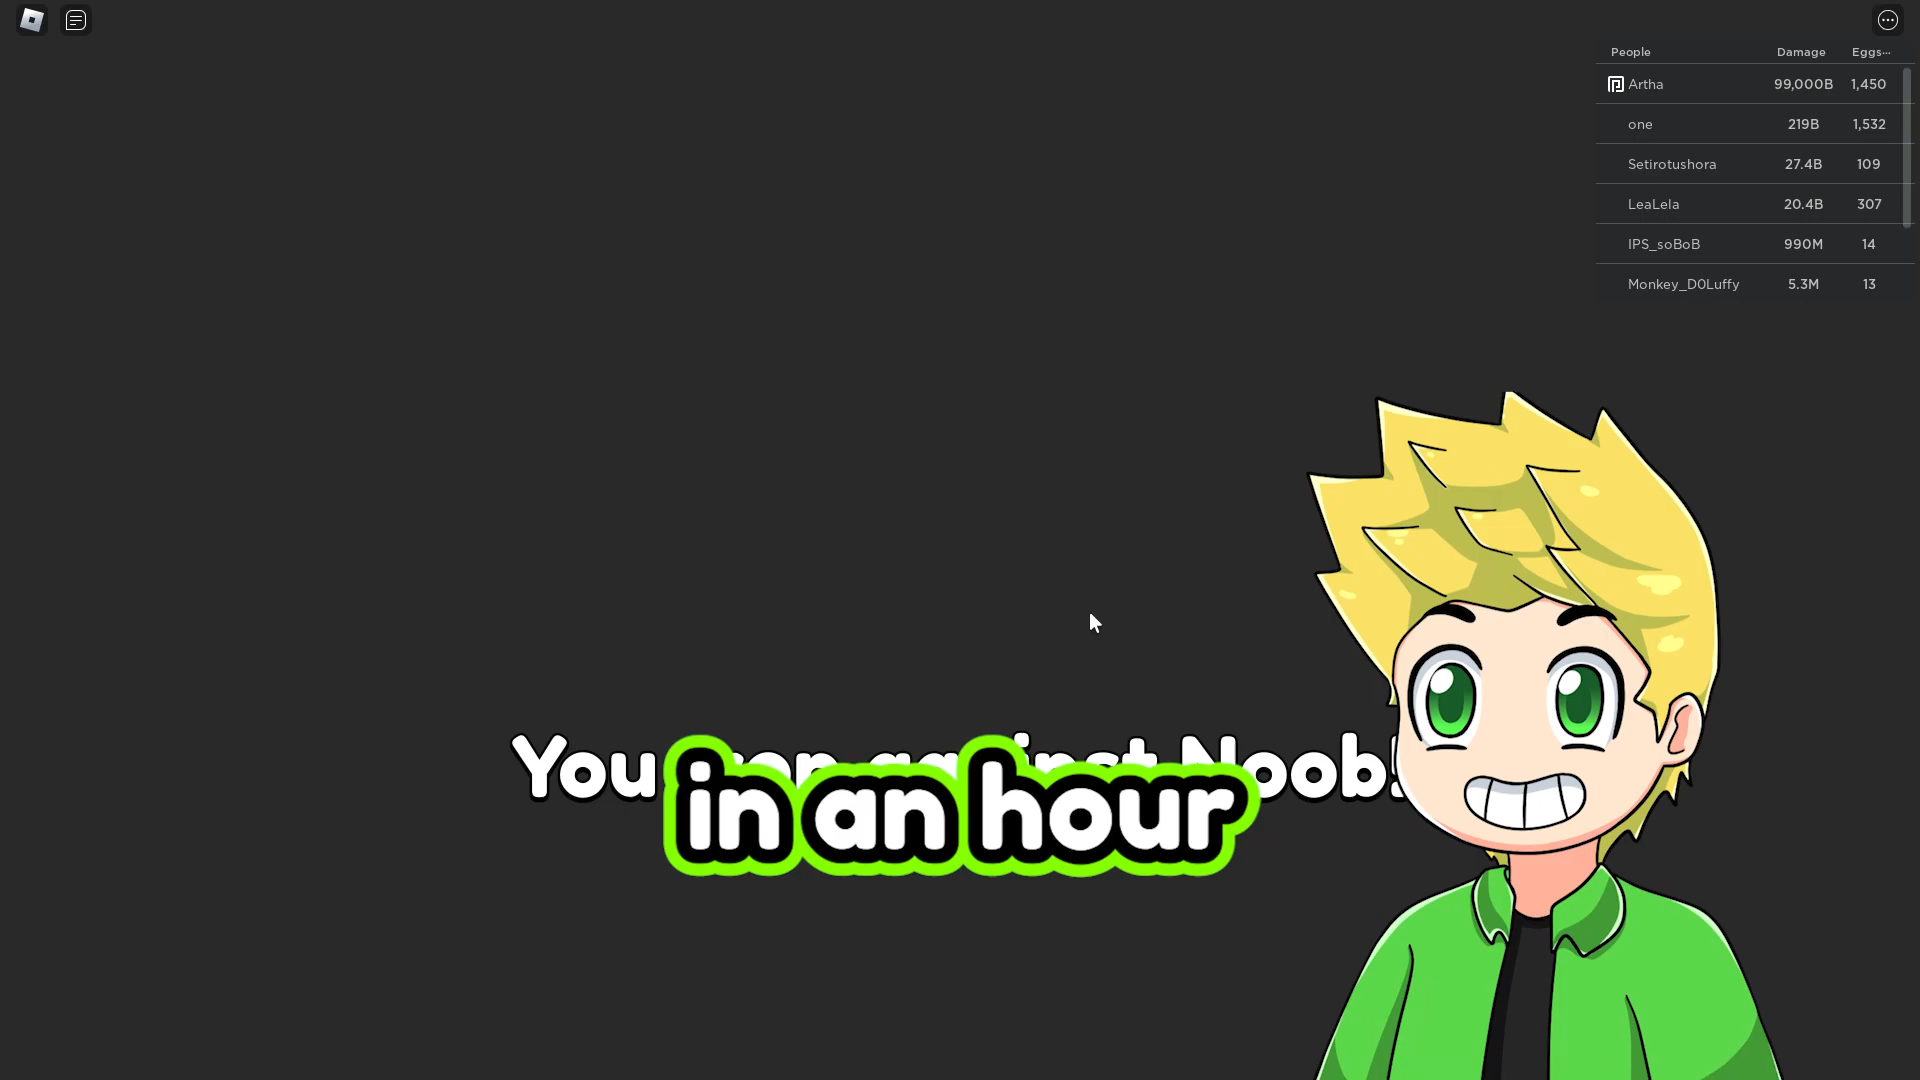 People Damage Eggs...
Artha 99,000B 1,450
one 219B 1,532
Setirotushora 27.4B 109
LeaLela 20.4B 307
IPS_soBoB 990M 14
Monkey_D0Luffy 5.3M 13
You against Noob!
in an hour